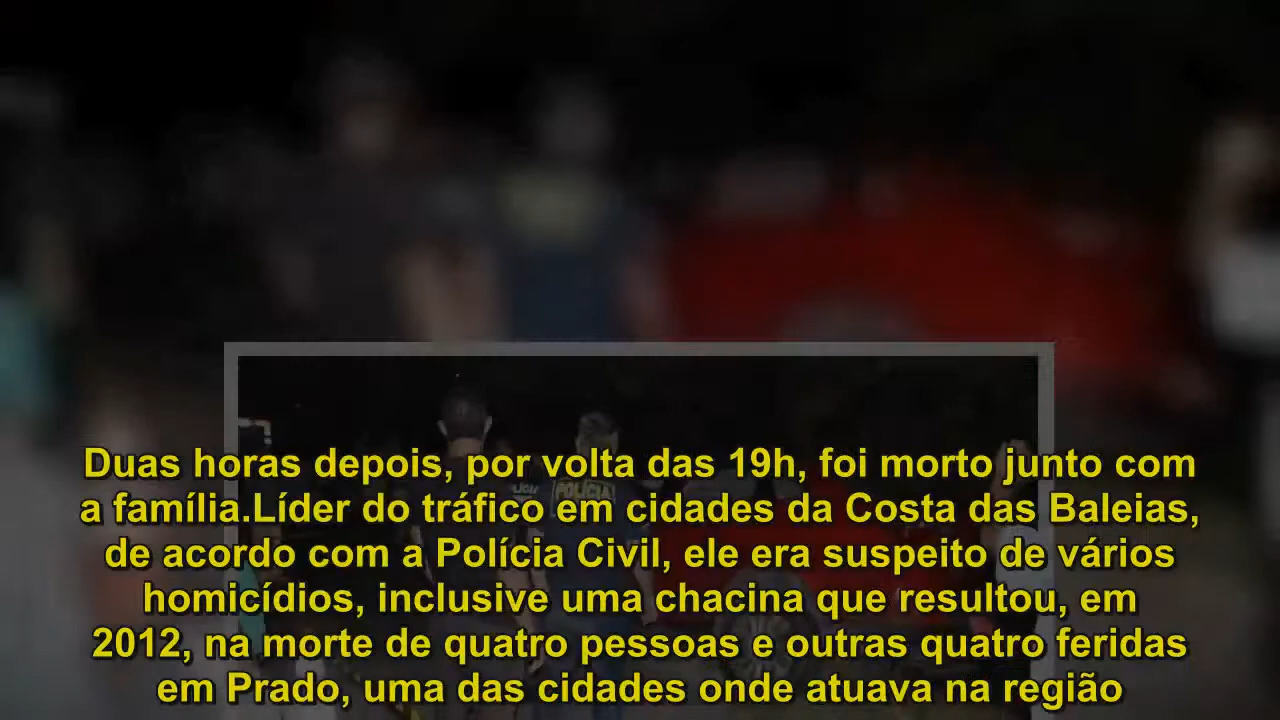 Duas horas depois, por volta das 19h, foi morto junto com
a família.Líder do tráfico em cidades da Costa das Baleias,
de acordo com a Polícia Civil, ele era suspeito de vários
homicídios, inclusive uma chacina que resultou, em
2012, na morte de quatro pessoas e outras quatro feridas
em Prado, uma das cidades onde atuava na região
POLÍCIA